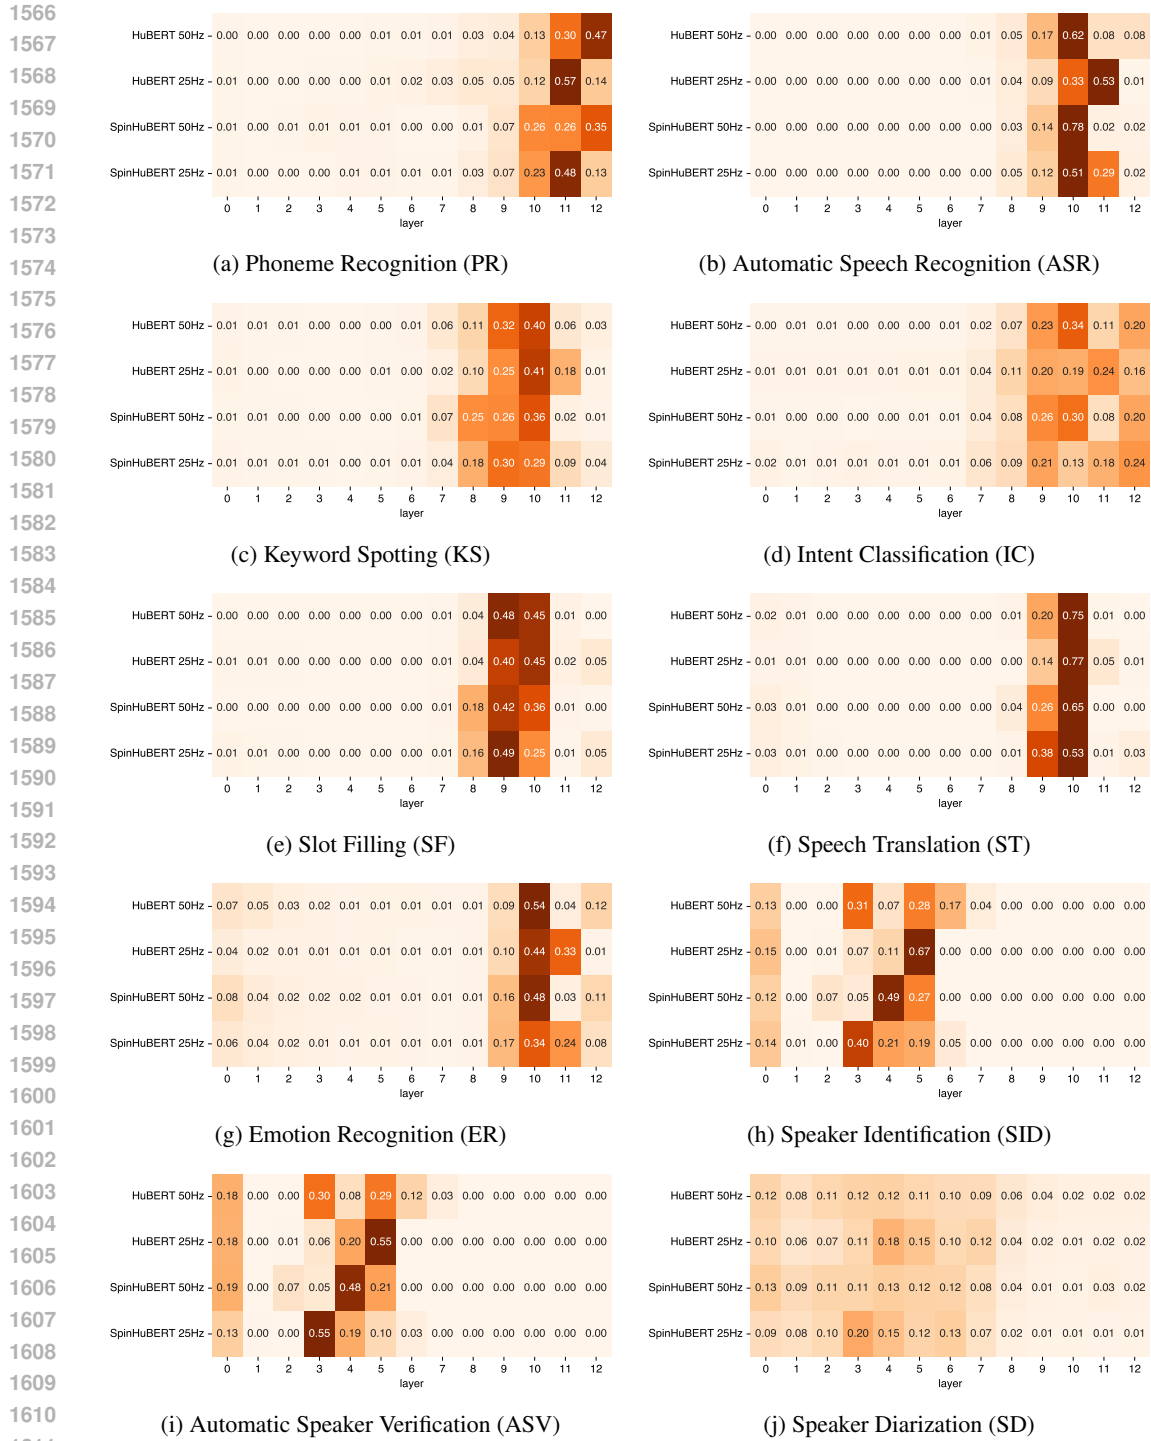 1566
1567
1568
1569
1570
1571
1572
1573
1574
1575
1576
1577
1578
1579
1580
1581
1582
1583
1584
1585
1586
1587
1588
1589
1590
1591
1592
1593
1594
1595
1596
1597
1598
1599
1600
1601
1602
1603
1604
1605
1606
1607
1608
1609
1610
HuBERT 50Hz 0.00 0.00 0.00 0.00 0.00 0.01 0.01 0.01 0.03 0.04 0.13 0.30 0.47
HuBERT 25Hz 0.01 0.00 0.00 0.00 0.00 0.01 0.02 0.03 0.05 0.05 0.12 0.57 0.14
SpinHuBERT 50Hz 0.01 0.00 0.01 0.01 0.01 0.01 0.00 0.00 0.01 0.07 0.26 0.26 0.35
SpinHuBERT 25Hz 0.01 0.00 0.00 0.00 0.01 0.01 0.01 0.01 0.03 0.07 0.23 0.48 0.13
0 1 2 3 4 5 6 7 8 9 10 11 12
layer
(a) Phoneme Recognition (PR)
HuBERT 50Hz 0.00 0.00 0.00 0.00 0.00 0.00 0.00 0.01 0.05 0.17 0.62 0.08 0.08
HuBERT 25Hz 0.00 0.00 0.00 0.00 0.00 0.00 0.00 0.01 0.04 0.09 0.33 0.53 0.01
SpinHuBERT 50Hz 0.00 0.00 0.00 0.00 0.00 0.00 0.00 0.00 0.03 0.14 0.78 0.02 0.02
SpinHuBERT 25Hz 0.00 0.00 0.00 0.00 0.00 0.00 0.00 0.00 0.05 0.12 0.51 0.29 0.02
0 1 2 3 4 5 6 7 8 9 10 11 12
layer
(b) Automatic Speech Recognition (ASR)
HuBERT 50Hz 0.01 0.01 0.01 0.00 0.00 0.00 0.01 0.06 0.11 0.32 0.40 0.06 0.03
HuBERT 25Hz 0.01 0.01 0.01 0.00 0.00 0.00 0.01 0.02 0.10 0.25 0.41 0.18 0.01
SpinHuBERT 50Hz 0.01 0.01 0.00 0.00 0.00 0.00 0.01 0.07 0.25 0.26 0.36 0.02 0.01
SpinHuBERT 25Hz 0.01 0.01 0.01 0.01 0.00 0.01 0.01 0.04 0.18 0.30 0.29 0.09 0.04
0 1 2 3 4 5 6 7 8 9 10 11 12
layer
(c) Keyword Spotting (KS)
HuBERT 50Hz 0.00 0.01 0.01 0.00 0.00 0.00 0.01 0.02 0.07 0.23 0.34 0.11 0.20
HuBERT 25Hz 0.01 0.01 0.01 0.01 0.00 0.01 0.01 0.04 0.11 0.20 0.19 0.24 0.16
SpinHuBERT 50Hz 0.01 0.00 0.00 0.00 0.00 0.01 0.01 0.04 0.08 0.26 0.30 0.08 0.20
SpinHuBERT 25Hz 0.02 0.01 0.01 0.01 0.01 0.01 0.01 0.06 0.09 0.21 0.13 0.18 0.24
0 1 2 3 4 5 6 7 8 9 10 11 12
layer
(d) Intent Classification (IC)
HuBERT 50Hz 0.00 0.00 0.00 0.00 0.00 0.00 0.00 0.01 0.04 0.48 0.45 0.01 0.00
HuBERT 25Hz 0.01 0.01 0.00 0.00 0.00 0.00 0.00 0.01 0.04 0.40 0.45 0.02 0.05
SpinHuBERT 50Hz 0.00 0.00 0.00 0.00 0.00 0.00 0.00 0.01 0.18 0.42 0.36 0.01 0.00
SpinHuBERT 25Hz 0.01 0.01 0.00 0.00 0.00 0.00 0.00 0.01 0.16 0.49 0.25 0.01 0.05
0 1 2 3 4 5 6 7 8 9 10 11 12
layer
(e) Slot Filling (SF)
HuBERT 50Hz 0.02 0.01 0.00 0.00 0.00 0.00 0.00 0.00 0.01 0.20 0.75 0.01 0.00
HuBERT 25Hz 0.01 0.01 0.00 0.00 0.00 0.00 0.00 0.00 0.00 0.14 0.77 0.05 0.01
SpinHuBERT 50Hz 0.03 0.01 0.00 0.00 0.00 0.00 0.00 0.00 0.04 0.26 0.65 0.00 0.00
SpinHuBERT 25Hz 0.03 0.01 0.00 0.00 0.00 0.00 0.00 0.00 0.01 0.38 0.53 0.01 0.03
0 1 2 3 4 5 6 7 8 9 10 11 12
layer
(f) Speech Translation (ST)
HuBERT 50Hz 0.07 0.05 0.03 0.02 0.01 0.01 0.01 0.01 0.01 0.09 0.54 0.04 0.12
HuBERT 25Hz 0.04 0.02 0.01 0.01 0.01 0.01 0.01 0.01 0.01 0.10 0.44 0.33 0.01
SpinHuBERT 50Hz 0.08 0.04 0.02 0.02 0.02 0.01 0.01 0.01 0.01 0.16 0.48 0.03 0.11
SpinHuBERT 25Hz 0.06 0.04 0.02 0.01 0.01 0.01 0.01 0.01 0.01 0.17 0.34 0.24 0.08
0 1 2 3 4 5 6 7 8 9 10 11 12
layer
(g) Emotion Recognition (ER)
HuBERT 50Hz 0.13 0.00 0.00 0.31 0.07 0.28 0.17 0.04 0.00 0.00 0.00 0.00 0.00
HuBERT 25Hz 0.15 0.00 0.01 0.07 0.11 0.67 0.00 0.00 0.00 0.00 0.00 0.00 0.00
SpinHuBERT 50Hz 0.12 0.00 0.07 0.05 0.49 0.27 0.00 0.00 0.00 0.00 0.00 0.00 0.00
SpinHuBERT 25Hz 0.14 0.01 0.00 0.40 0.21 0.19 0.05 0.00 0.00 0.00 0.00 0.00 0.00
0 1 2 3 4 5 6 7 8 9 10 11 12
layer
(h) Speaker Identification (SID)
HuBERT 50Hz 0.18 0.00 0.00 0.30 0.08 0.29 0.12 0.03 0.00 0.00 0.00 0.00 0.00
HuBERT 25Hz 0.18 0.00 0.01 0.06 0.20 0.55 0.00 0.00 0.00 0.00 0.00 0.00 0.00
SpinHuBERT 50Hz 0.19 0.00 0.07 0.05 0.48 0.21 0.00 0.00 0.00 0.00 0.00 0.00 0.00
SpinHuBERT 25Hz 0.13 0.00 0.00 0.55 0.19 0.10 0.03 0.00 0.00 0.00 0.00 0.00 0.00
0 1 2 3 4 5 6 7 8 9 10 11 12
layer
(i) Automatic Speaker Verification (ASV)
HuBERT 50Hz 0.12 0.08 0.11 0.12 0.12 0.11 0.10 0.09 0.06 0.04 0.02 0.02 0.02
HuBERT 25Hz 0.10 0.06 0.07 0.11 0.18 0.15 0.10 0.12 0.04 0.02 0.01 0.02 0.02
SpinHuBERT 50Hz 0.13 0.09 0.11 0.11 0.13 0.12 0.12 0.08 0.04 0.01 0.01 0.03 0.02
SpinHuBERT 25Hz 0.09 0.08 0.10 0.20 0.15 0.12 0.13 0.07 0.02 0.01 0.01 0.01 0.01
0 1 2 3 4 5 6 7 8 9 10 11 12
layer
(j) Speaker Diarization (SD)